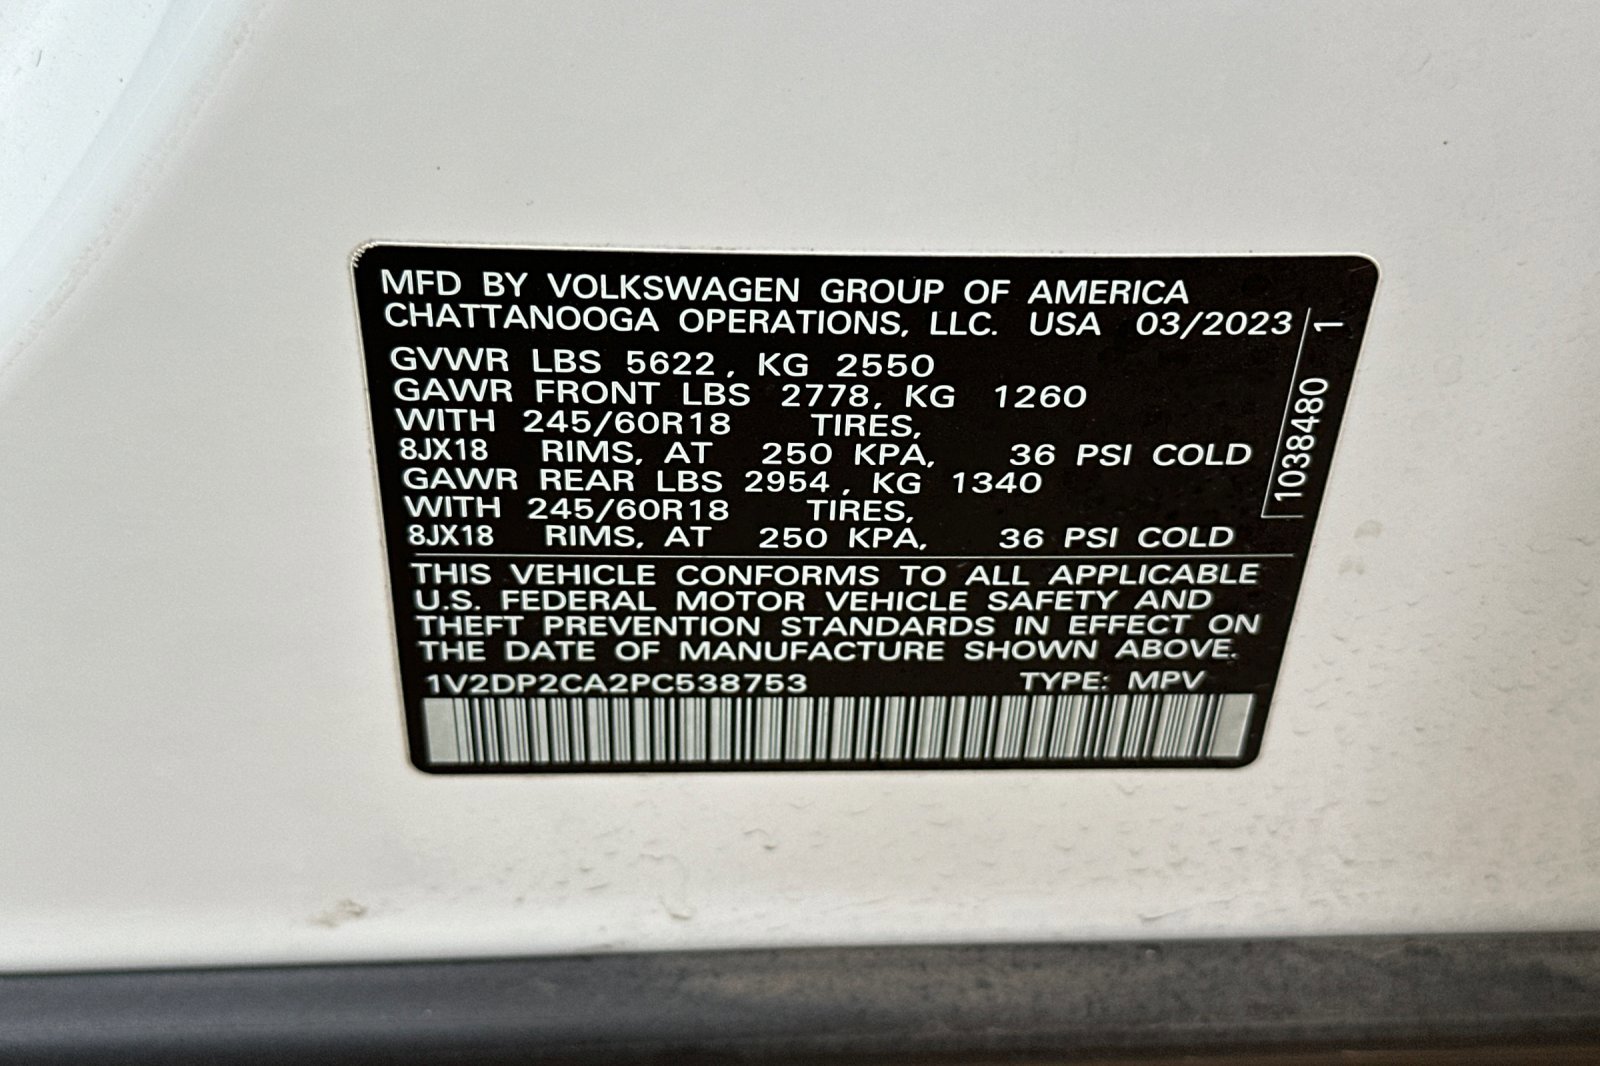 MFD BY VOLKSWAGEN GROUP OF AMERICA
CHATTANOOGA OPERATIONS, LLC. USA 03/2023
GVWR LBS 5622, KG 2550
GAWR FRONT LBS 2778, KG 1260
WITH 245/60R18 TIRES,
8JX18 RIMS, AT 250 KPA, 36 PSI COLD
GAWR REAR LBS 2954, KG 1340
WITH 245/60R18 TIRES,
8JX18 RIMS, AT 250 KPA, 36 PSI COLD
THIS VEHICLE CONFORMS TO ALL APPLICABLE
U.S. FEDERAL MOTOR VEHICLE SAFETY AND
THEFT PREVENTION STANDARDS IN EFFECT ON
THE DATE OF MANUFACTURE SHOWN ABOVE.
1V2DP2CA2PC538753 TYPE: MPV
1038480 1